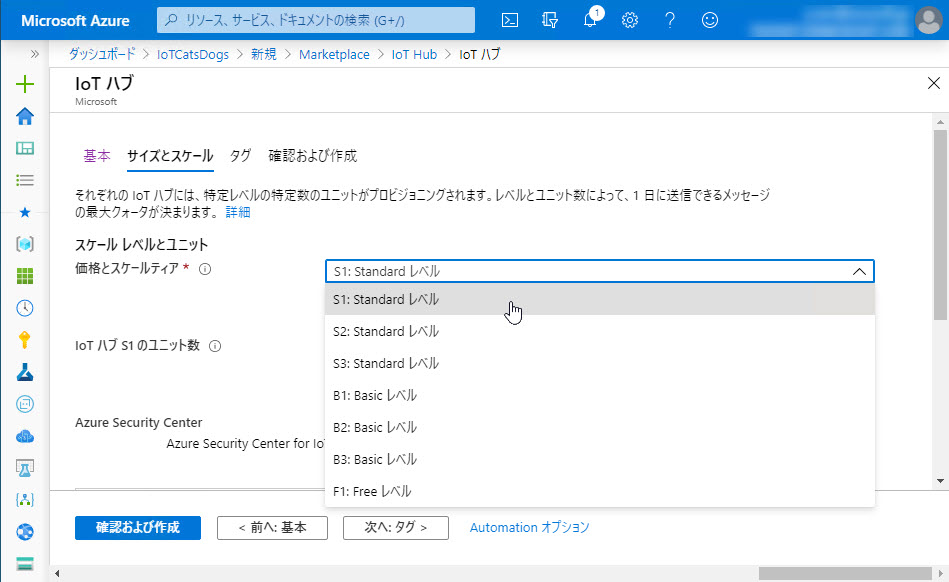 Microsoft Azure
リソース、サービス、ドキュメントの検索 (G+/)
1
ダッシュボード > IoTCatsDogs > 新規 > Marketplace > IoT Hub > IoT ハブ
IoT ハブ
Microsoft
基本 サイズとスケール タグ 確認および作成
それぞれの IoT ハブには、特定レベルの特定数のユニットがプロビジョニングされます。レベルとユニット数によって、1 日に送信できるメッセージ
の最大クォータが決まります。 詳細
スケール レベルとユニット
価格とスケールティア *
S1: Standard レベル
S1: Standard レベル
S2: Standard レベル
S3: Standard レベル
B1: Basic レベル
B2: Basic レベル
B3: Basic レベル
F1: Free レベル
IoT ハブ S1 のユニット数
Azure Security Center
Azure Security Center for IoT
確認および作成
< 前へ: 基本
次へ: タグ >
Automation オプション